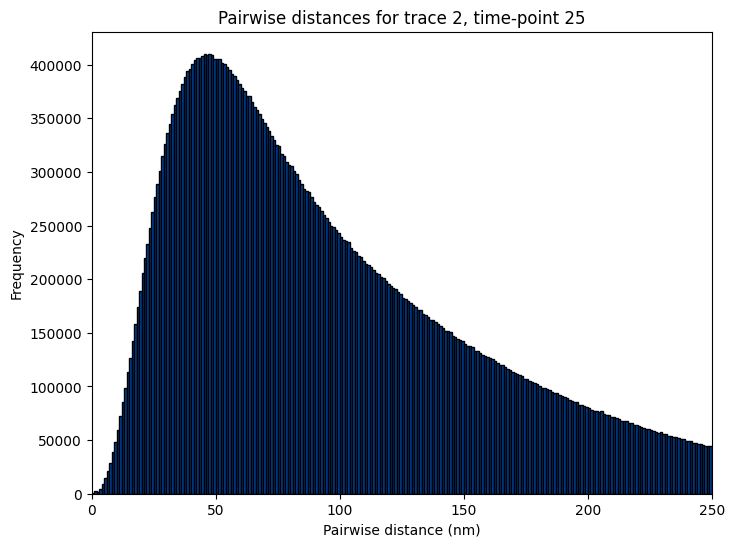 Pairwise distances for trace 2, time-point 25
400000
350000
300000
250000
200000
150000
100000
50000
0
Frequency
0 50 100 150 200 250
Pairwise distance (nm)